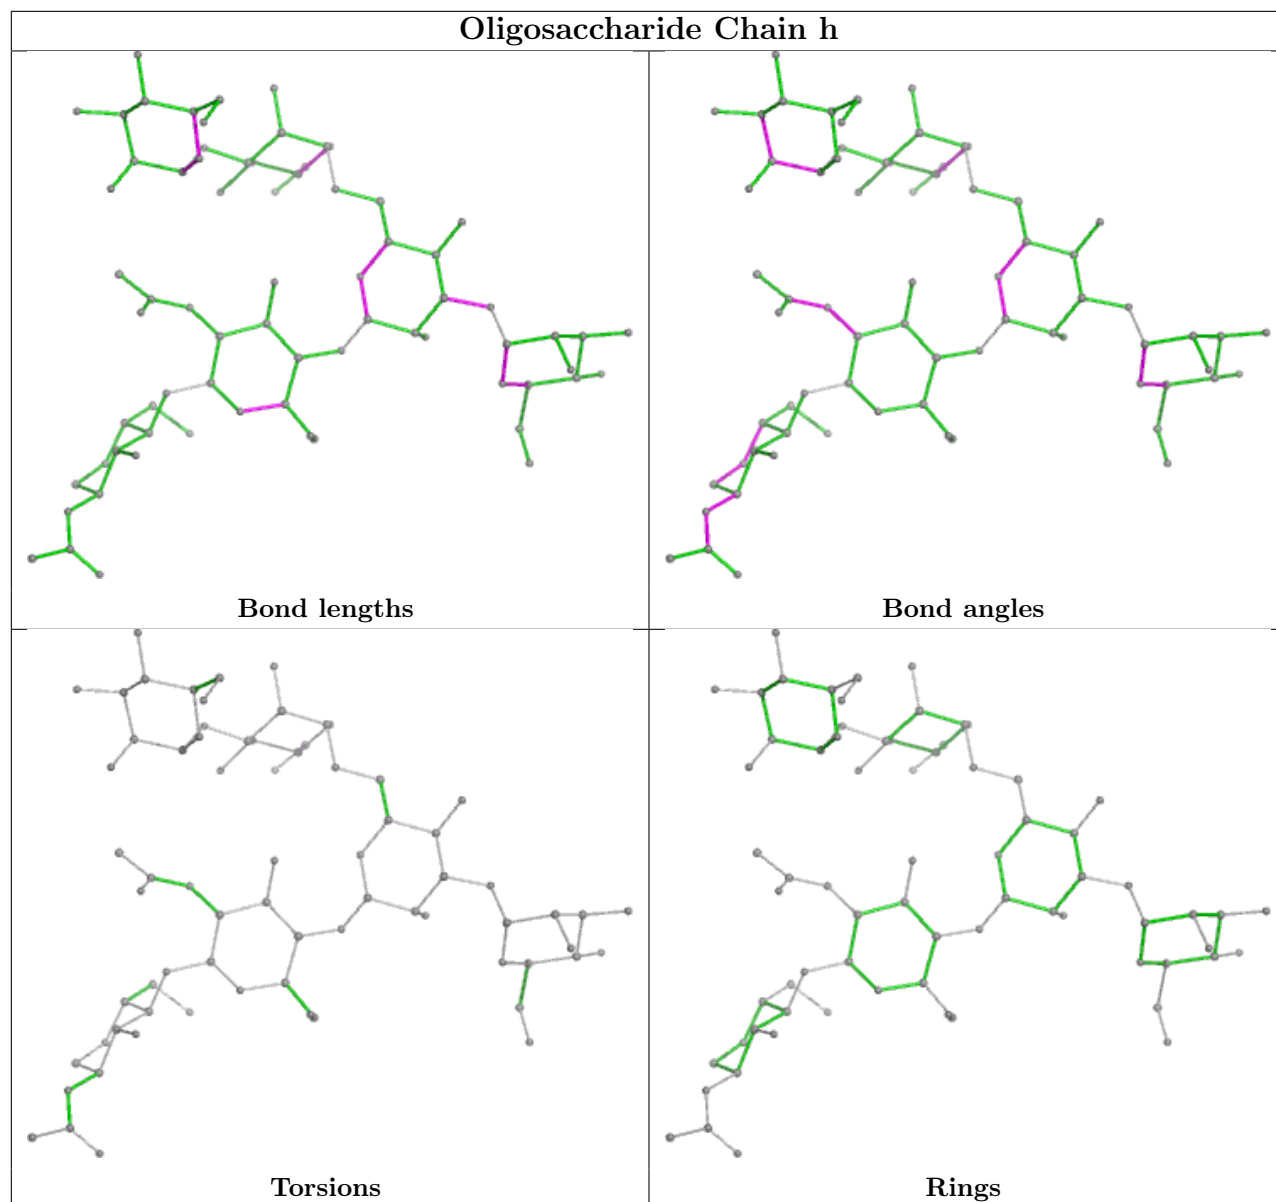 Oligosaccharide Chain h
Bond lengths
Bond angles
Torsions
Rings